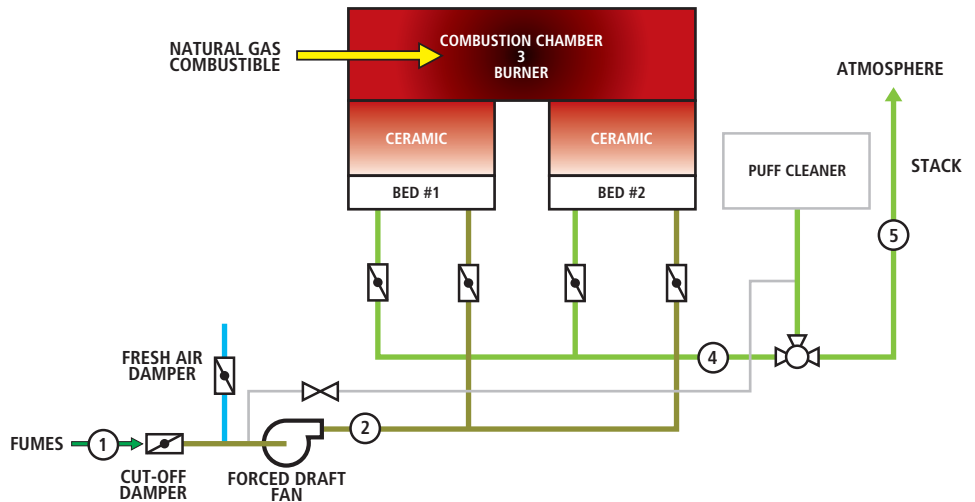 NATURAL GAS
COMBUSTIBLE
COMBUSTION CHAMBER
3
BURNER
ATMOSPHERE
CERAMIC
CERAMIC
PUFF CLEANER
STACK
BED #1
BED #2
5
4
FRESH AIR
DAMPER
FUMES
1
2
CUT-OFF
DAMPER
FORCED DRAFT
FAN